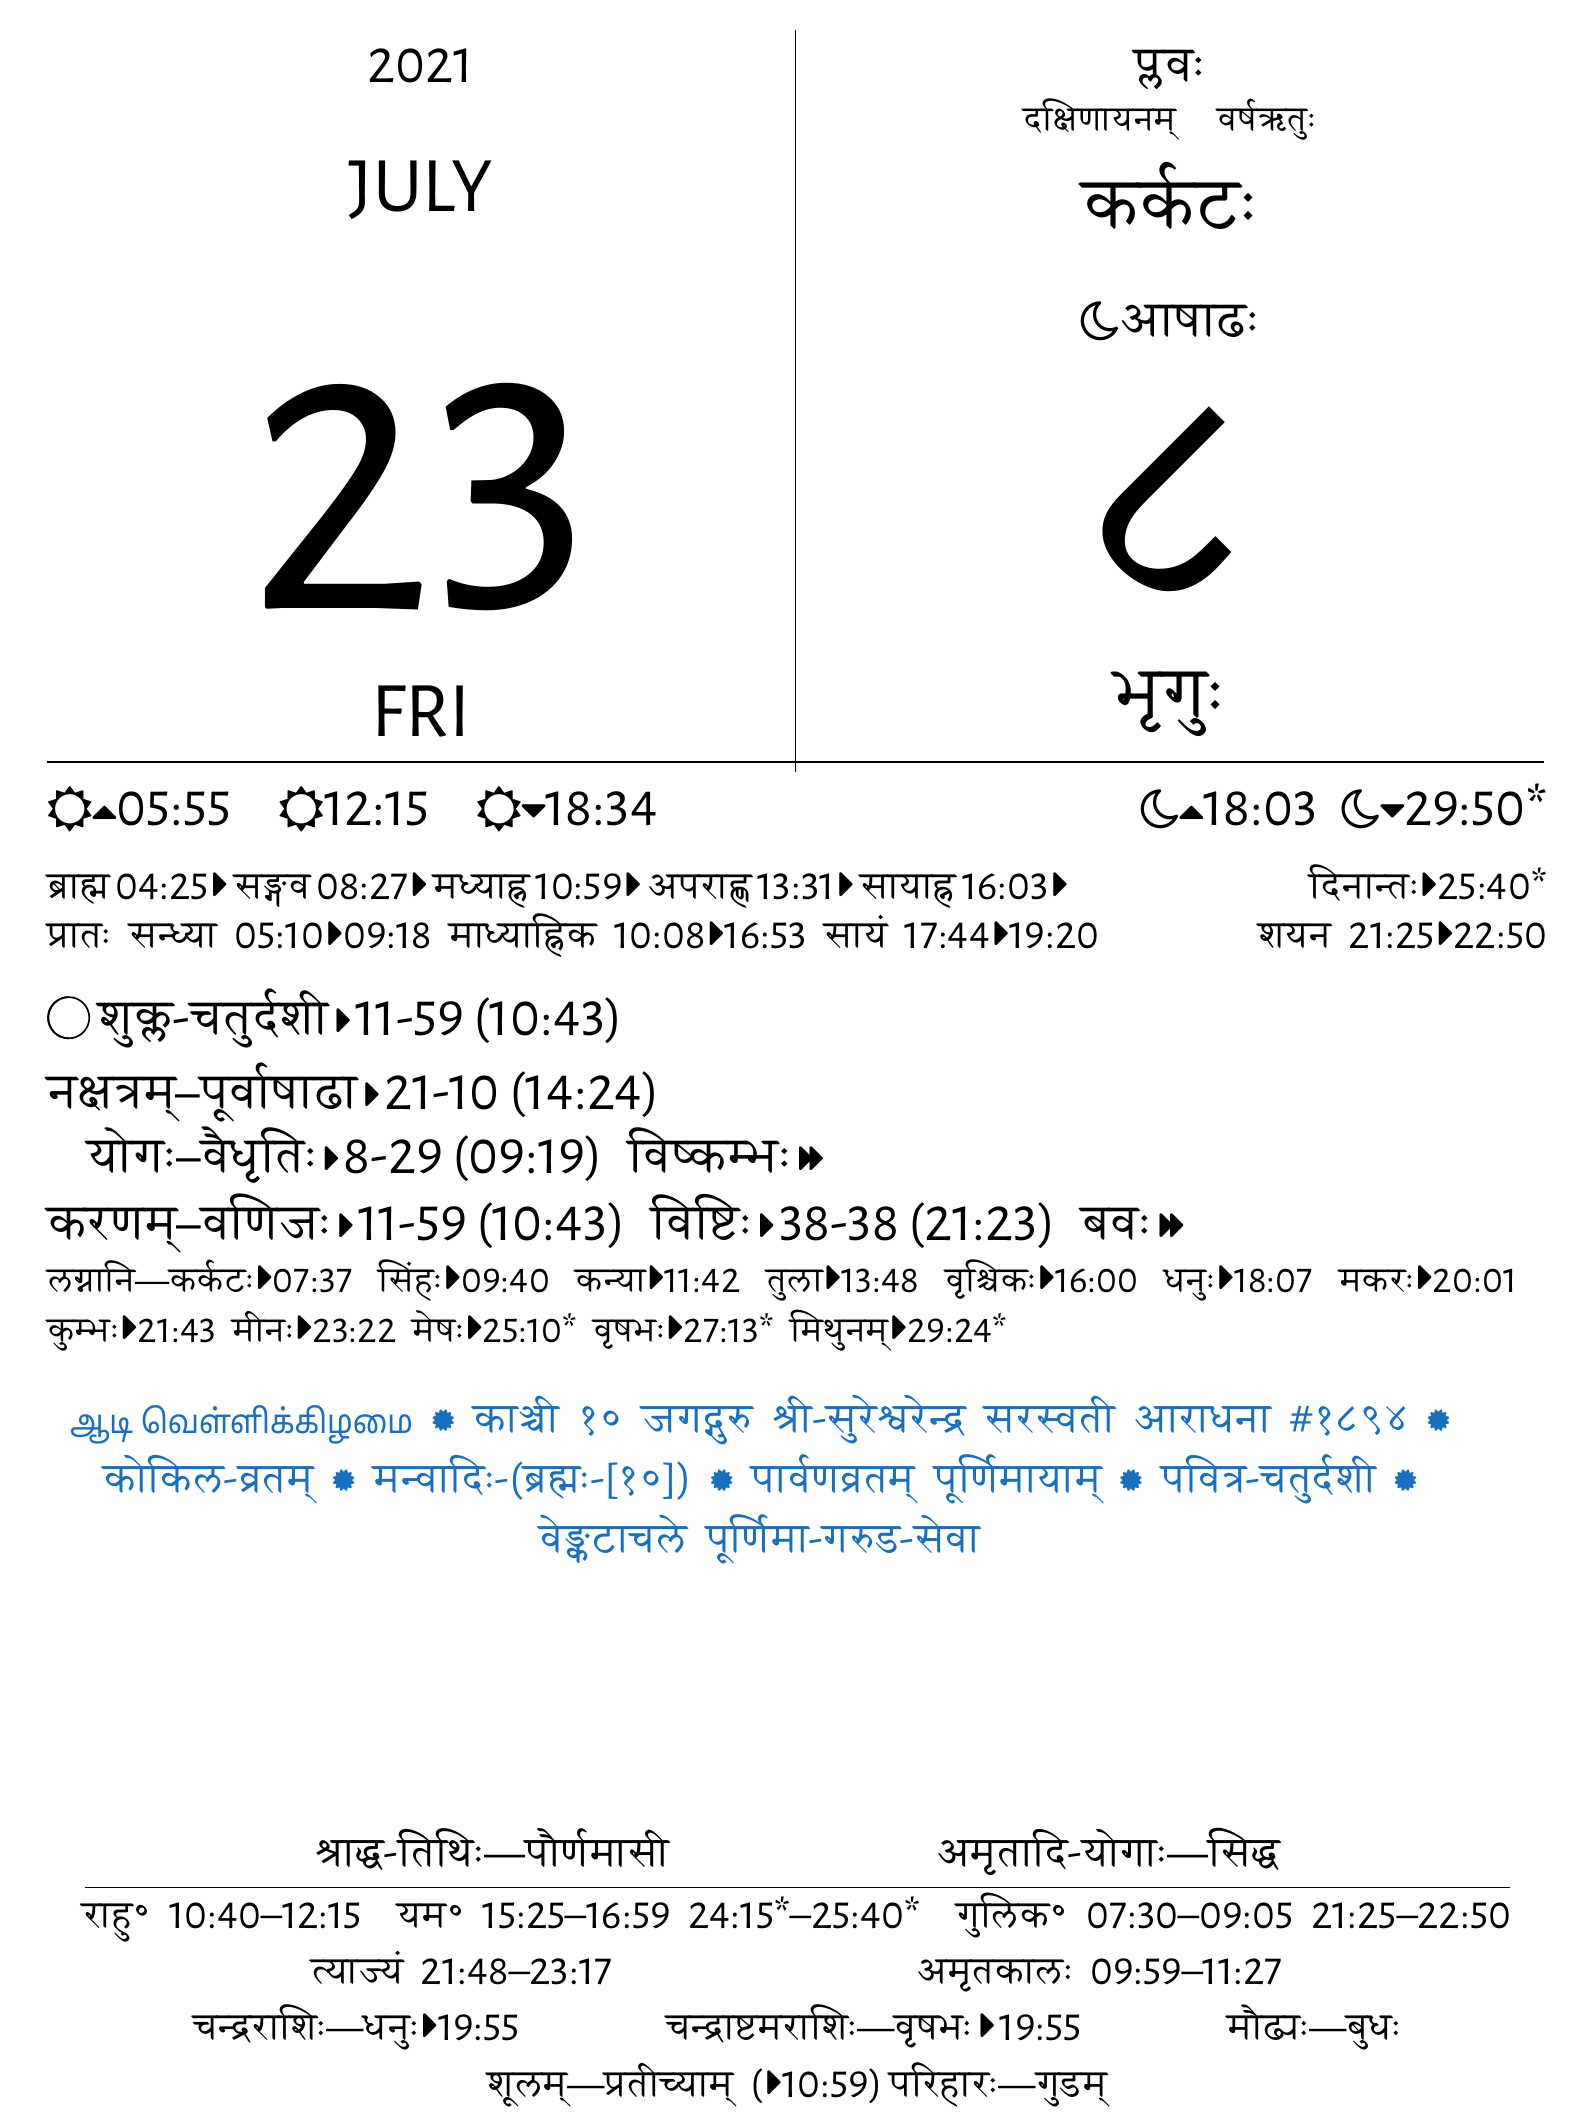 2021
JULY
23
FRI
प्लवः
दक्षिणायनम् वर्षऋतुः
कर्कटः
आषाढः
८
भृगुः
05:55 12:15 18:34 18:03 29:50*
ब्राह्म 04:25 सङ्गव 08:27 मध्याह्न 10:59 अपराह्ण 13:31 सायाह्न 16:03 दिनान्तः 25:40*
प्रातः सन्ध्या 05:10 09:18 माध्याह्निक 10:08 16:53 सायं 17:44 19:20 शयन 21:25 22:50
शुक्ल-चतुर्दशी 11-59 (10:43)
नक्षत्रम्–पूर्वाषाढा 21-10 (14:24)
योगः–वैधृतिः 8-29 (09:19) विष्कम्भः
करणम्–वणिजः 11-59 (10:43) विष्टिः 38-38 (21:23) बवः
लग्नानि—कर्कटः 07:37 सिंहः 09:40 कन्या 11:42 तुला 13:48 वृश्चिकः 16:00 धनुः 18:07 मकरः 20:01
कुम्भः 21:43 मीनः 23:22 मेषः 25:10* वृषभः 27:13* मिथुनम् 29:24*
ஆடி வெள்ளிக்கிழமை ✹ काञ्ची १० जगद्गुरु श्री-सुरेश्वरेन्द्र सरस्वती आराधना #१८९४ ✹
कोकिल-व्रतम् ✹ मन्वादिः-(ब्रह्मः-[१०]) ✹ पार्वणव्रतम् पूर्णिमायाम् ✹ पवित्र-चतुर्दशी ✹
वेङ्कटाचले पूर्णिमा-गरुड-सेवा
श्राद्ध-तिथिः—पौर्णमासी अमृतादि-योगाः—सिद्ध
राहु॰ 10:40–12:15 यम॰ 15:25–16:59 24:15*–25:40* गुलिक॰ 07:30–09:05 21:25–22:50
त्याज्यं 21:48–23:17 अमृतकालः 09:59–11:27
चन्द्रराशिः—धनुः 19:55 चन्द्राष्टमराशिः—वृषभः 19:55 मौढ्यः—बुधः
शूलम्—प्रतीच्याम् (10:59) परिहारः—गुडम्